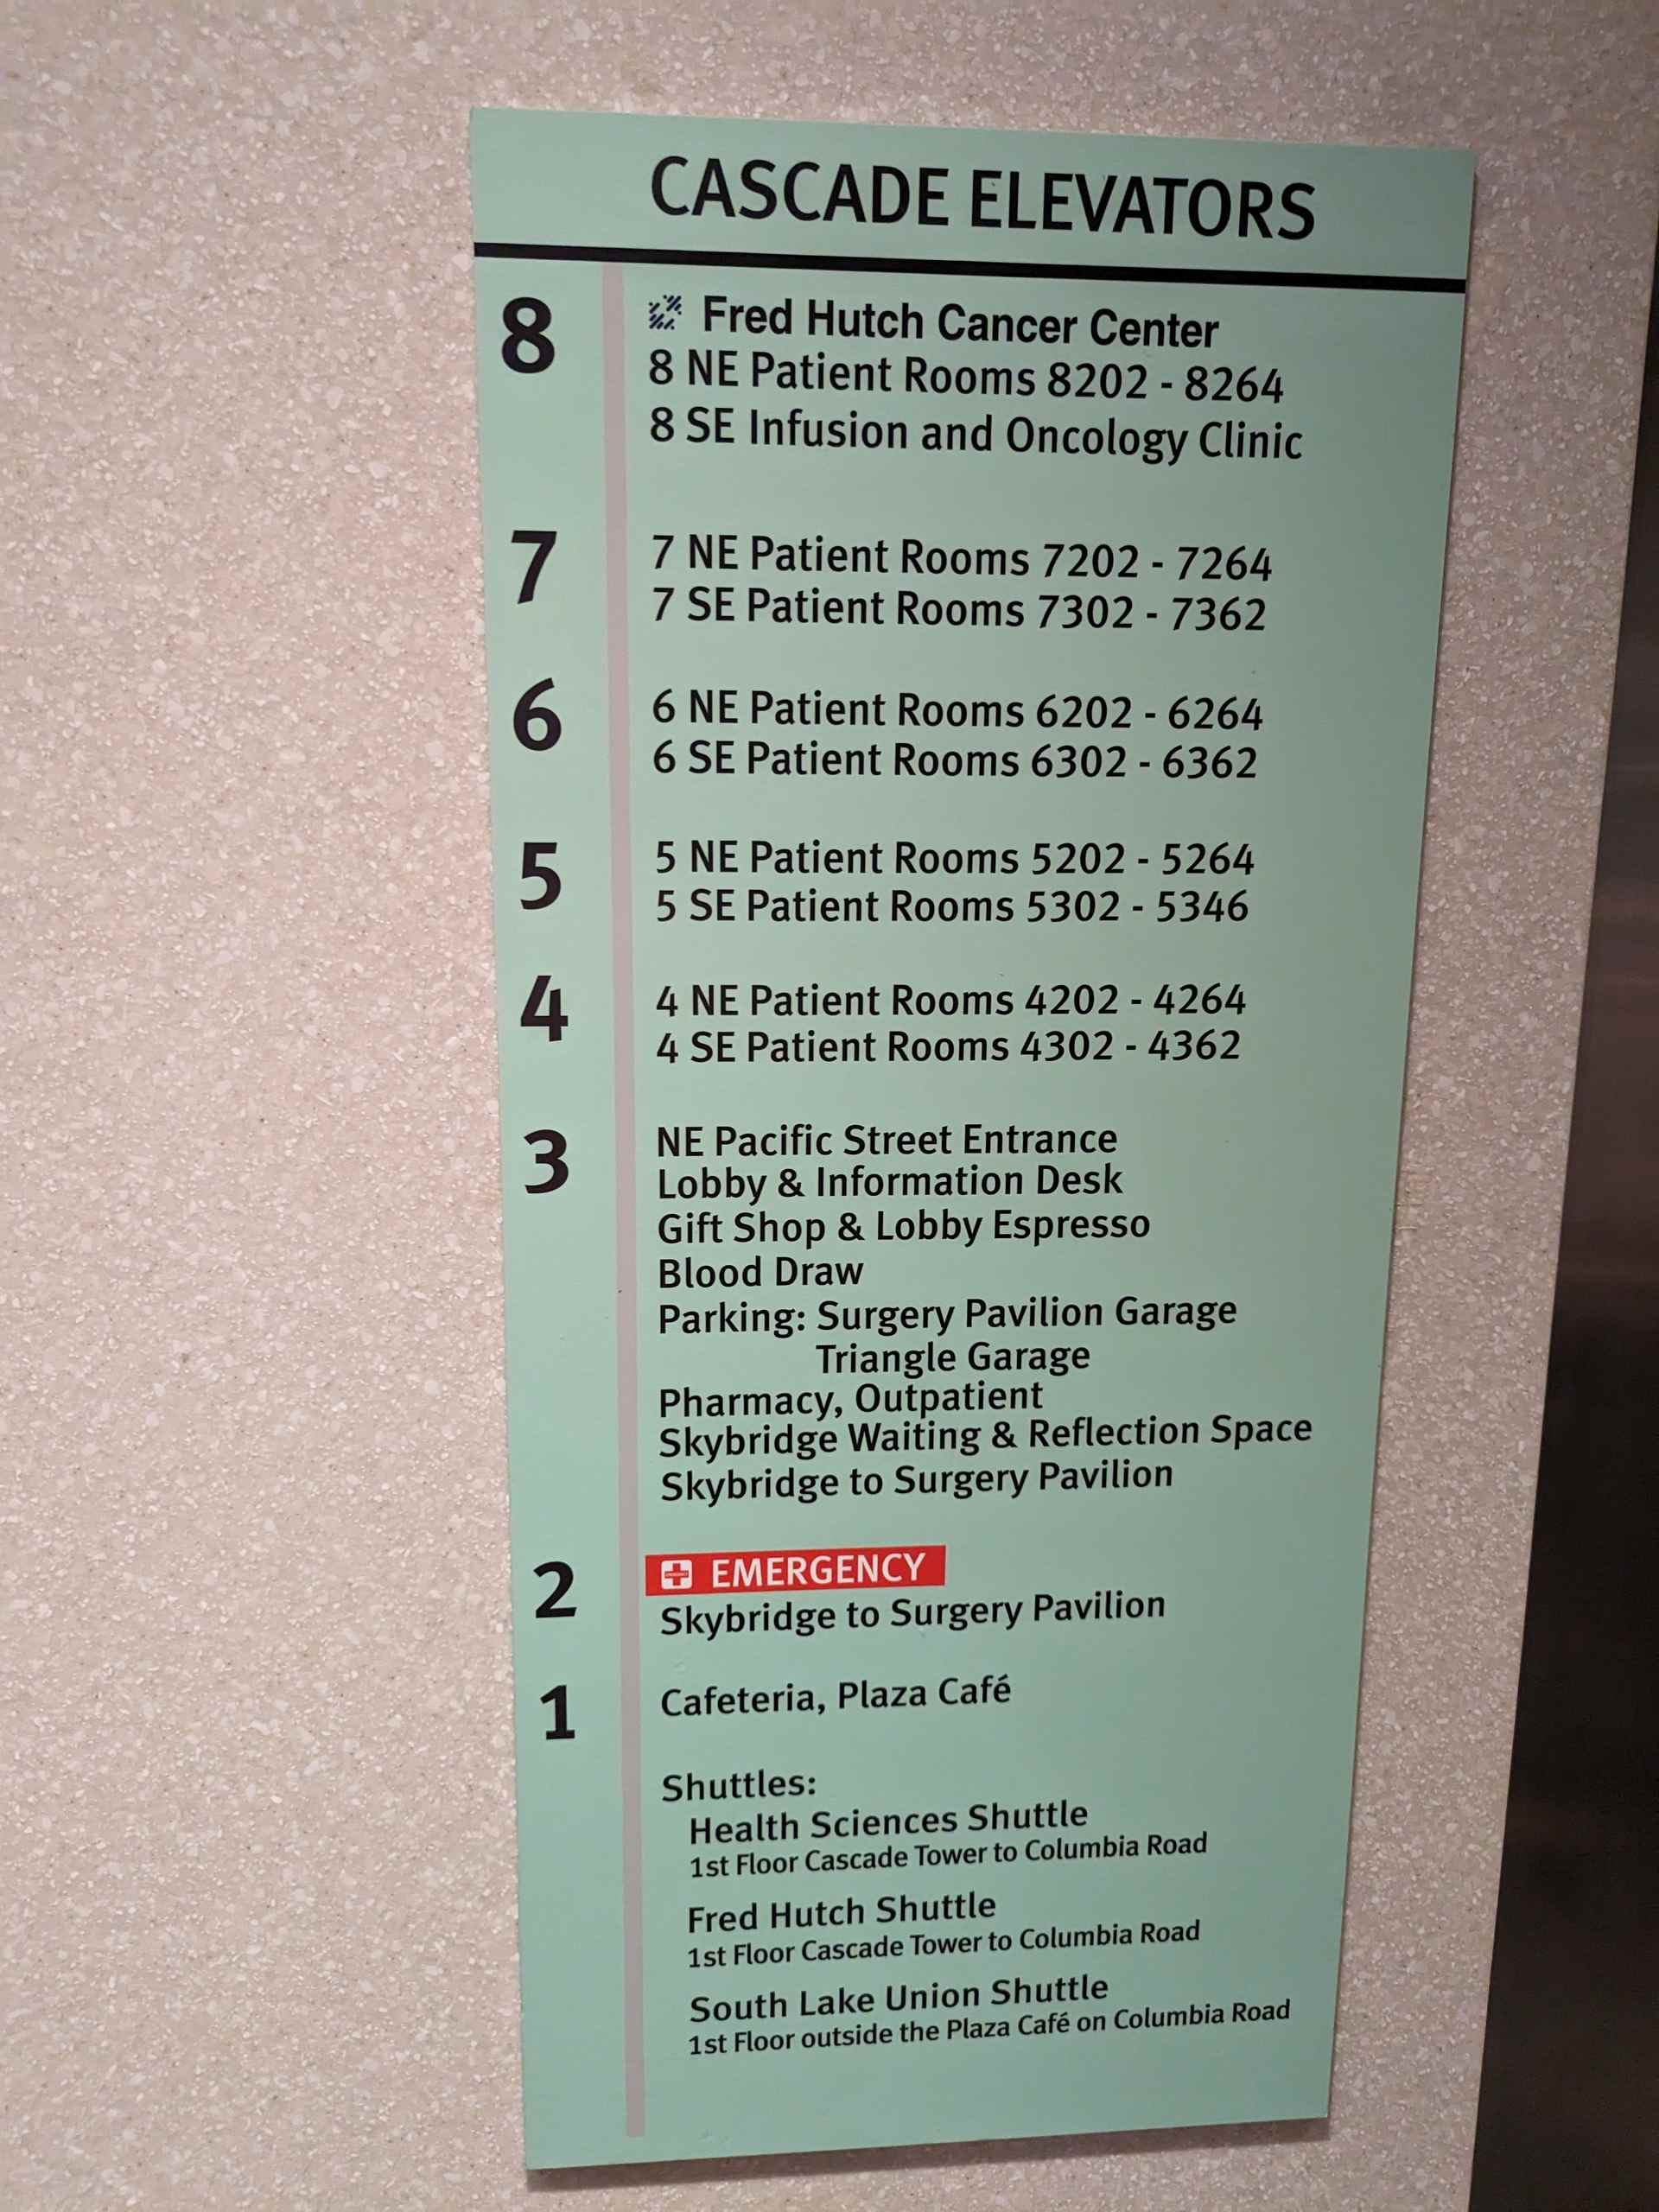 CASCADE ELEVATORS
8
Fred Hutch Cancer Center
8 NE Patient Rooms 8202 - 8264
8 SE Infusion and Oncology Clinic
7
7 NE Patient Rooms 7202 - 7264
7 SE Patient Rooms 7302 - 7362
6
6 NE Patient Rooms 6202 - 6264
6 SE Patient Rooms 6302 - 6362
5
5 NE Patient Rooms 5202 - 5264
5 SE Patient Rooms 5302 - 5346
4
4 NE Patient Rooms 4202 - 4264
4 SE Patient Rooms 4302 - 4362
3
NE Pacific Street Entrance
Lobby & Information Desk
Gift Shop & Lobby Espresso
Blood Draw
Parking: Surgery Pavilion Garage
Triangle Garage
Pharmacy, Outpatient
Skybridge Waiting & Reflection Space
Skybridge to Surgery Pavilion
2
EMERGENCY
Skybridge to Surgery Pavilion
1
Cafeteria, Plaza Café
Shuttles:
Health Sciences Shuttle
1st Floor Cascade Tower to Columbia Road
Fred Hutch Shuttle
1st Floor Cascade Tower to Columbia Road
South Lake Union Shuttle
1st Floor outside the Plaza Café on Columbia Road